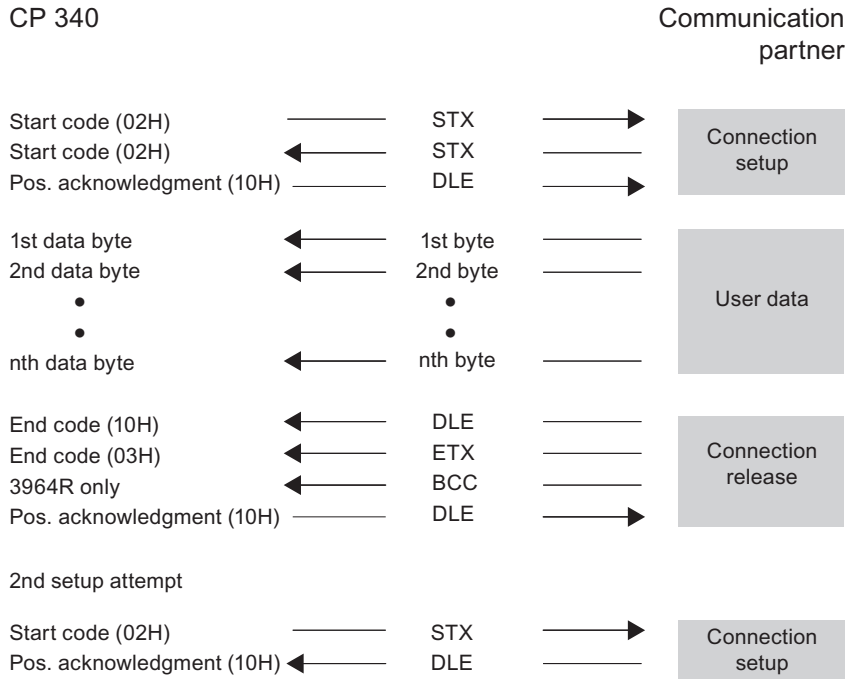 CP 340
Communication
partner
Start code (02H) STX
Start code (02H) STX
Pos. acknowledgment (10H) DLE
Connection
setup
1st data byte 1st byte
2nd data byte 2nd byte
• •
• •
nth data byte nth byte
User data
End code (10H) DLE
End code (03H) ETX
3964R only BCC
Pos. acknowledgment (10H) DLE
Connection
release
2nd setup attempt
Start code (02H) STX
Pos. acknowledgment (10H) DLE
Connection
setup